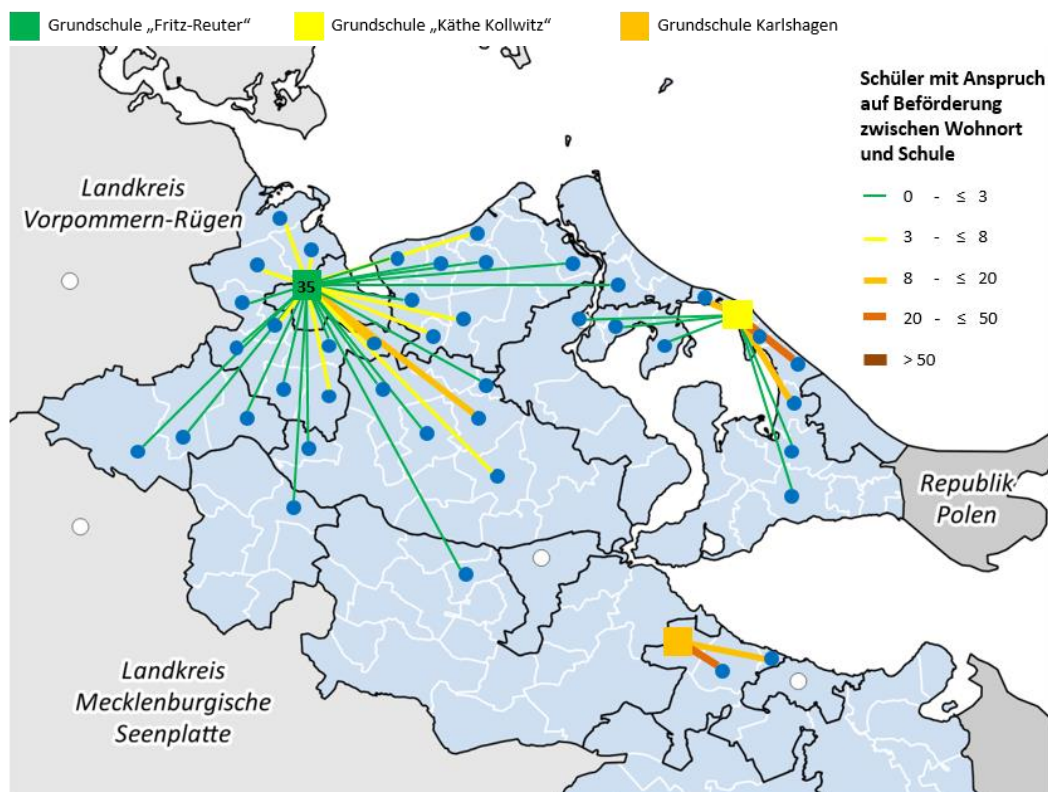 Grundschule „Fritz-Reuter“
Grundschule „Käthe Kollwitz“
Grundschule Karlshagen
Schüler mit Anspruch
auf Beförderung
zwischen Wohnort
und Schule
0 - ≤ 3
3 - ≤ 8
8 - ≤ 20
20 - ≤ 50
> 50
Landkreis
Vorpommern-Rügen
35
Republik
Polen
Landkreis
Mecklenburgische
Seenplatte